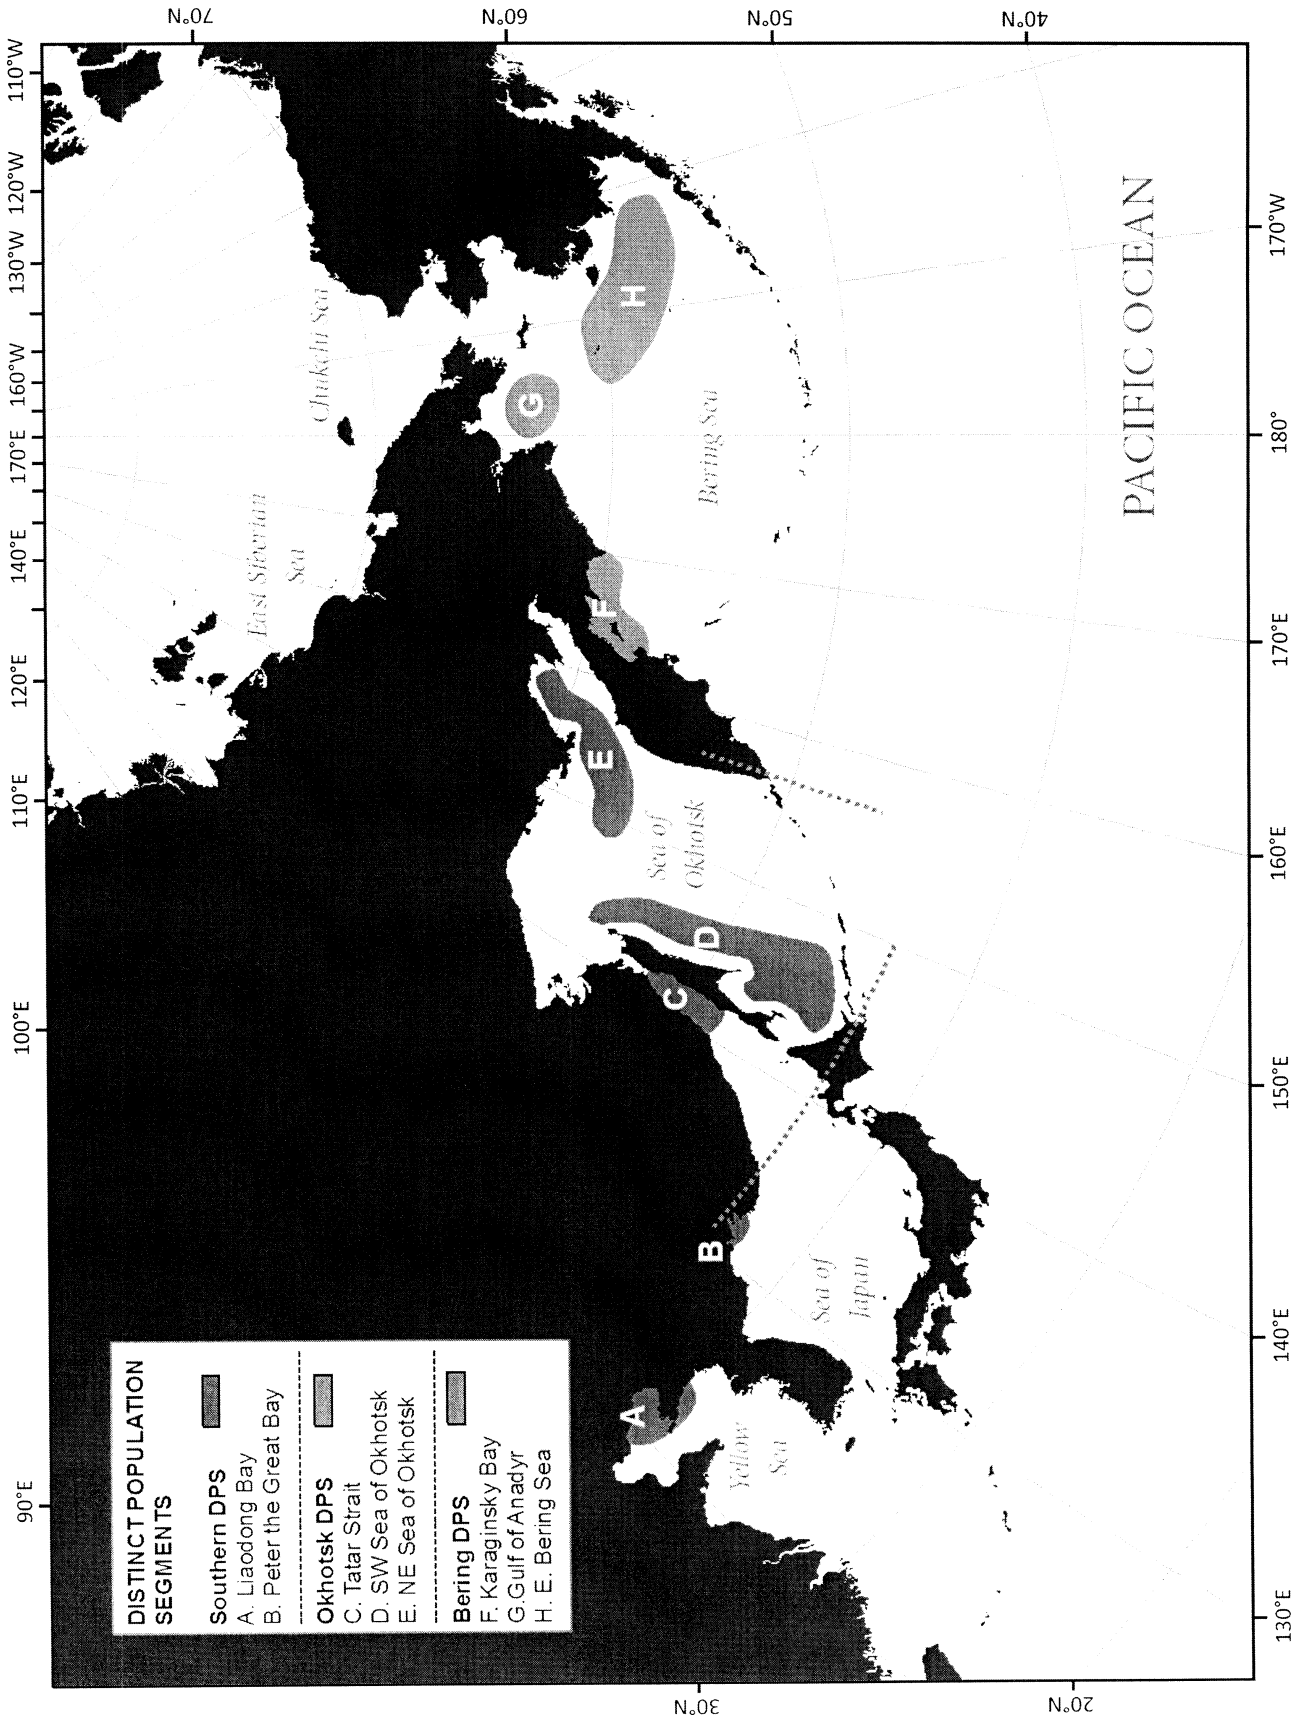 DISTINCT POPULATION
SEGMENTS
Southern DPS
A. Liaodong Bay
B. Peter the Great Bay
Okhotsk DPS
C. Tatar Strait
D. SW Sea of Okhotsk
E. NE Sea of Okhotsk
Bering DPS
F. Karaginsky Bay
G.Gulf of Anadyr
H. E. Bering Sea
90°E
100°E
110°E
120°E
140°E
170°E
160°W
130°W
120°W
110°W
70°N
60°N
50°N
40°N
30°N
20°N
130°E
140°E
150°E
160°E
170°E
180°
170°W
East Siberian
Sea
Chukchi Sea
Bering Sea
Sea of
Okhotsk
Sea of
Japan
Yellow
Sea
PACIFIC OCEAN
A
B
C
D
E
F
G
H